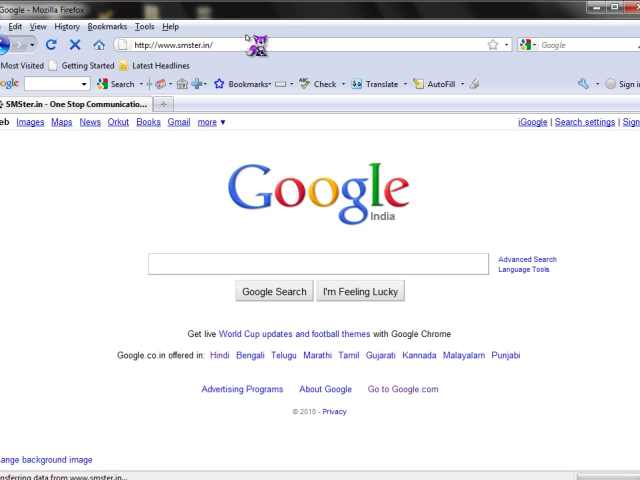 Google - Mozilla Firefox
Edit View History Bookmarks Tools Help
http://www.smster.in/ Google
Most Visited Getting Started Latest Headlines
ogle Search Bookmarks Check Translate AutoFill Sign i
SMSter.in - One Stop Communicatio...
eb Images Maps News Orkut Books Gmail more ▼ iGoogle | Search settings | Sign
Google
India
Advanced Search
Language Tools
Google Search I'm Feeling Lucky
Get live World Cup updates and football themes with Google Chrome
Google.co.in offered in: Hindi Bengali Telugu Marathi Tamil Gujarati Kannada Malayalam Punjabi
Advertising Programs About Google Go to Google.com
© 2010 - Privacy
ange background image
nsferring data from www.smster.in...